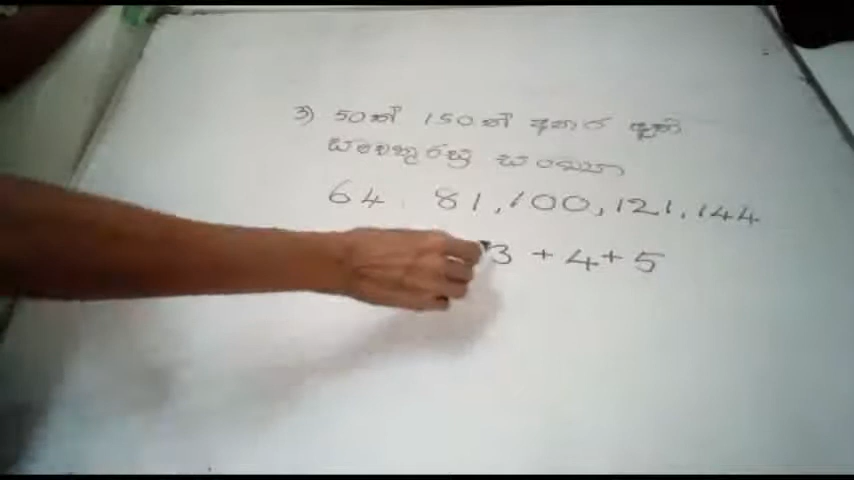 3) 50ත් 150ත් අතර ඇති
සමචතුරස්‍ර සංඛ්‍යා
64, 81, 100, 121, 144
3 + 4 + 5